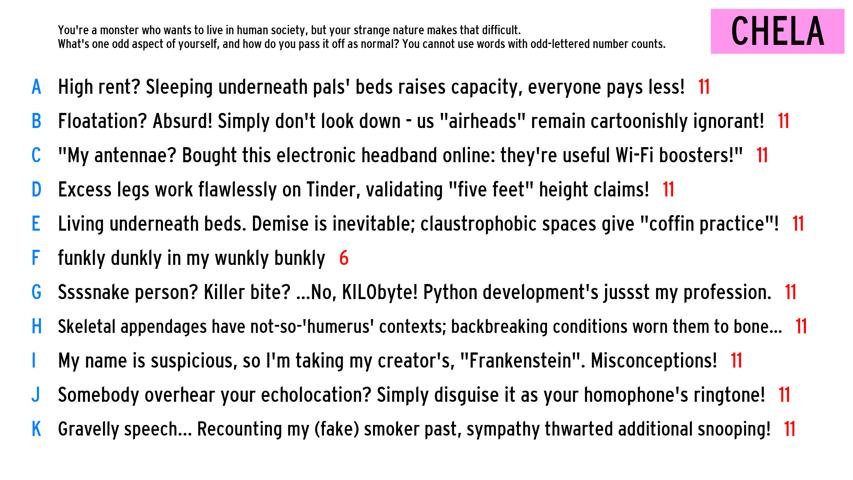 You're a monster who wants to live in human society, but your strange nature makes that difficult.
What's one odd aspect of yourself, and how do you pass it off as normal? You cannot use words with odd-lettered number counts.
CHELA
A High rent? Sleeping underneath pals' beds raises capacity, everyone pays less! 11
B Floatation? Absurd! Simply don't look down - us "airheads" remain cartoonishly ignorant! 11
C "My antennae? Bought this electronic headband online: they're useful Wi-Fi boosters!" 11
D Excess legs work flawlessly on Tinder, validating "five feet" height claims! 11
E Living underneath beds. Demise is inevitable; claustrophobic spaces give "coffin practice"! 11
F funkly dunkly in my wunkly bunkly 6
G Ssssnake person? Killer bite? ...No, KILObyte! Python development's jussst my profession. 11
H Skeletal appendages have not-so-'humerus' contexts; backbreaking conditions worn them to bone... 11
I My name is suspicious, so I'm taking my creator's, "Frankenstein". Misconceptions! 11
J Somebody overhear your echolocation? Simply disguise it as your homophone's ringtone! 11
K Gravelly speech... Recounting my (fake) smoker past, sympathy thwarted additional snooping! 11